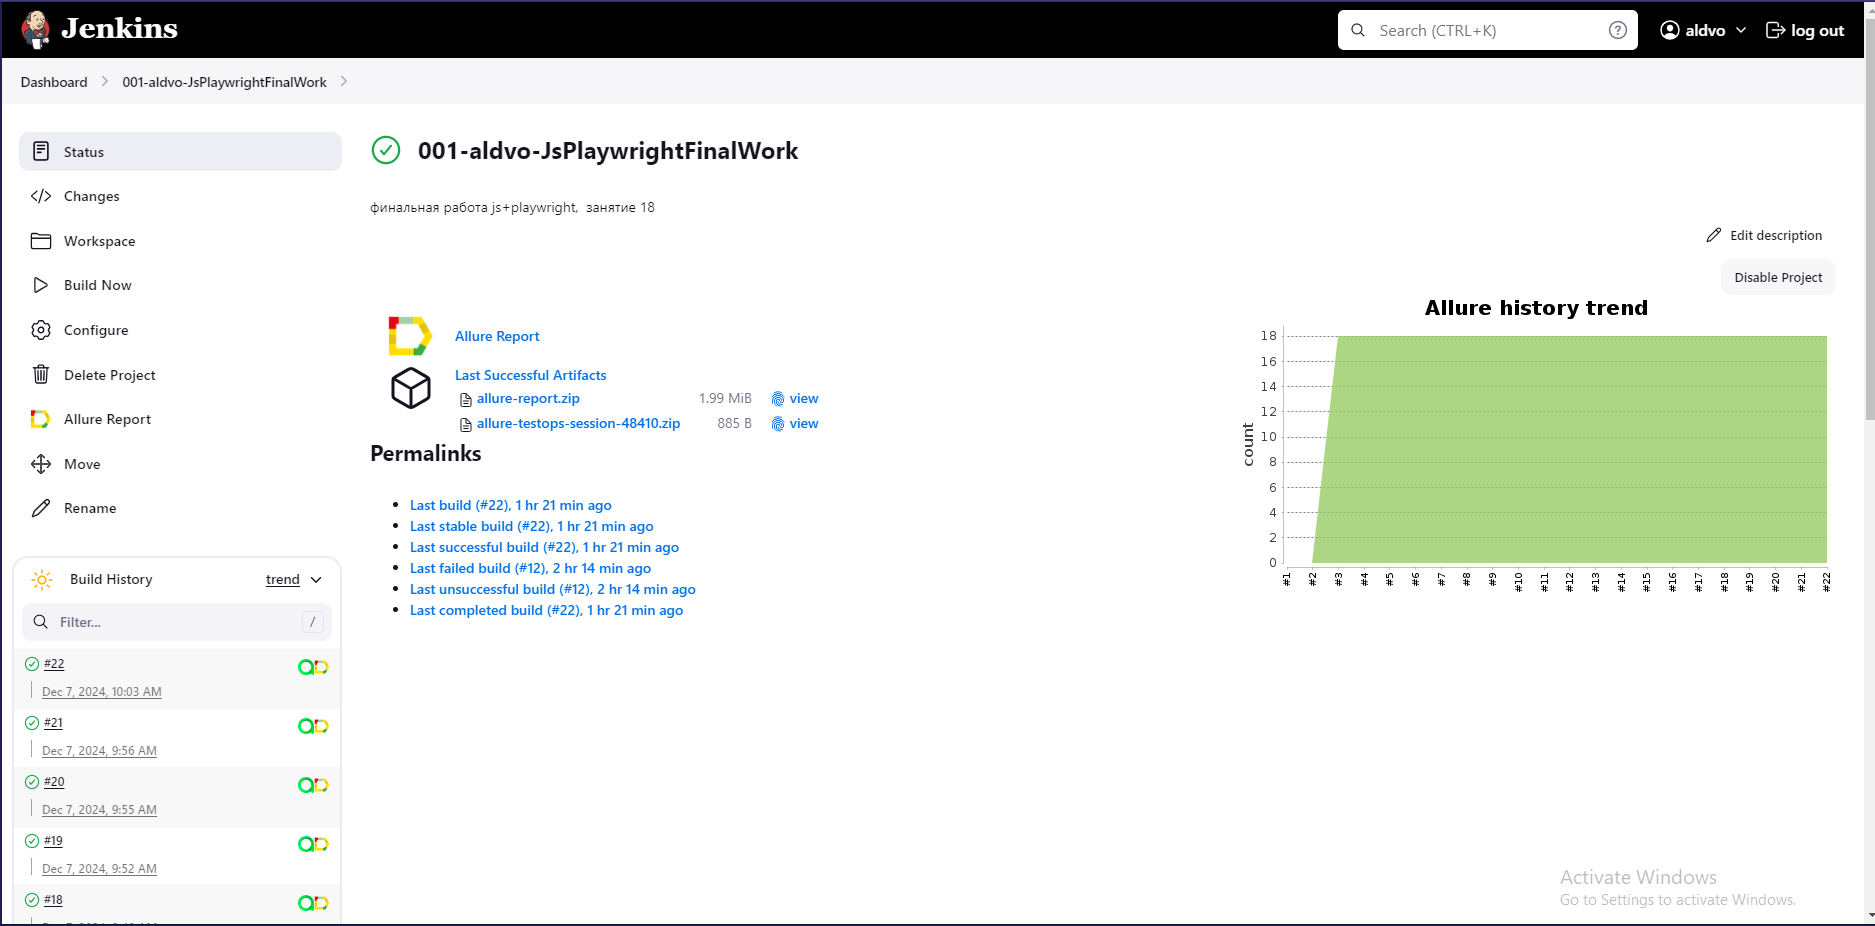 Jenkins
Search (CTRL+K)
aldvo
log out
Dashboard
001-aldvo-JsPlaywrightFinalWork
Status
Changes
Workspace
Build Now
Configure
Delete Project
Allure Report
Move
Rename
Build History
trend
Filter...
/
#22
Dec 7, 2024, 10:03 AM
#21
Dec 7, 2024, 9:56 AM
#20
Dec 7, 2024, 9:55 AM
#19
Dec 7, 2024, 9:52 AM
#18
001-aldvo-JsPlaywrightFinalWork
финальная работа js+playwright, занятие 18
Edit description
Disable Project
Allure Report
Last Successful Artifacts
allure-report.zip 1.99 MiB view
allure-testops-session-48410.zip 885 B view
Permalinks
Last build (#22), 1 hr 21 min ago
Last stable build (#22), 1 hr 21 min ago
Last successful build (#22), 1 hr 21 min ago
Last failed build (#12), 2 hr 14 min ago
Last unsuccessful build (#12), 2 hr 14 min ago
Last completed build (#22), 1 hr 21 min ago
Allure history trend
count
18
16
14
12
10
8
6
4
2
0
#1 #2 #3 #4 #5 #6 #7 #8 #9 #10 #11 #12 #13 #14 #15 #16 #17 #18 #19 #20 #21 #22
Activate Windows
Go to Settings to activate Windows.